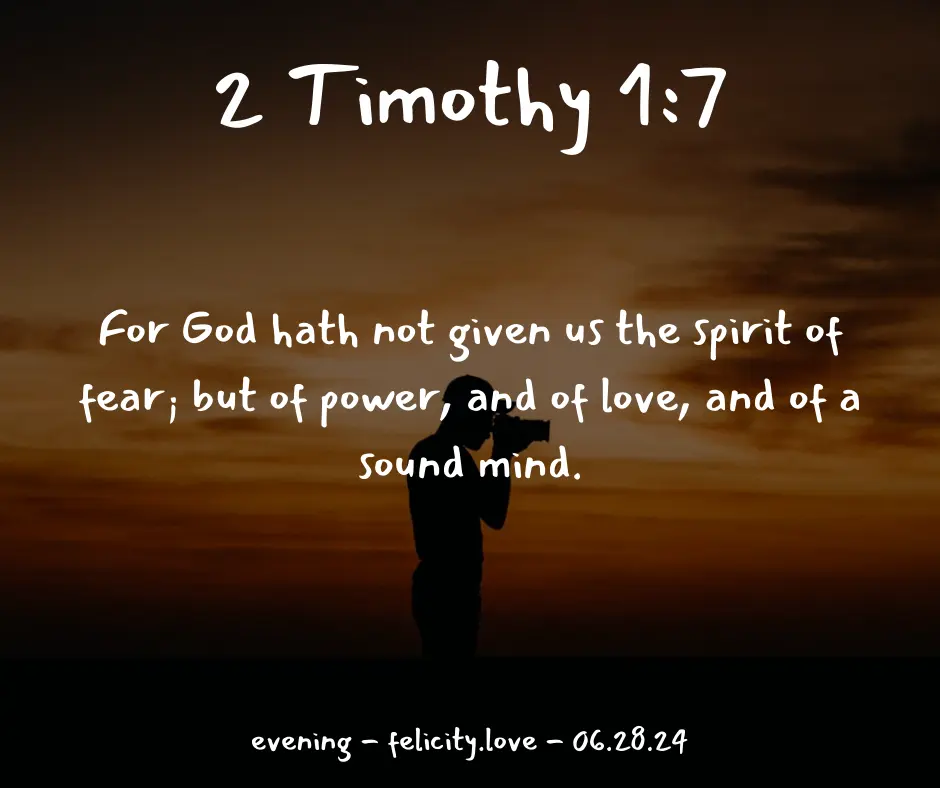 2 Timothy 1:7
For God hath not given us the spirit of
fear; but of power, and of love, and of a
sound mind.
evening – felicity.love – 06.28.24